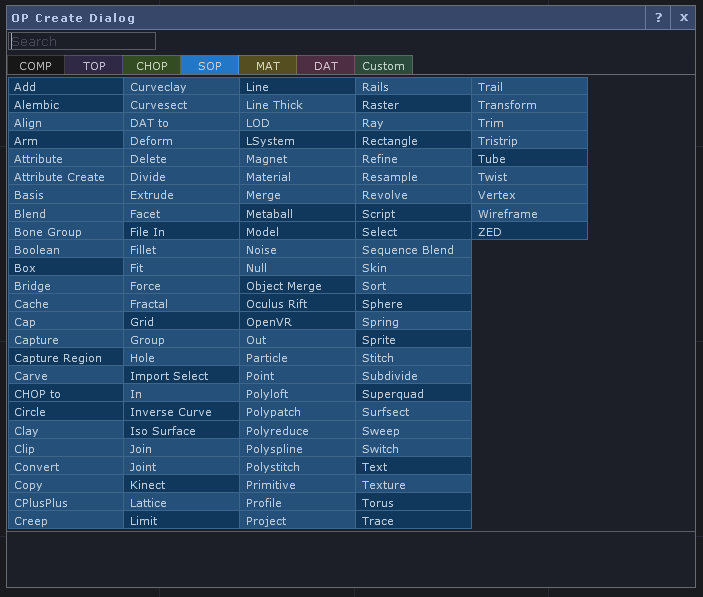 OP Create Dialog ? x
Search
COMP TOP CHOP SOP MAT DAT Custom
Add
Alembic
Align
Arm
Attribute
Attribute Create
Basis
Blend
Bone Group
Boolean
Box
Bridge
Cache
Cap
Capture
Capture Region
Carve
CHOP to
Circle
Clay
Clip
Convert
Copy
CPlusPlus
Creep
Curveclay
Curvesect
DAT to
Deform
Delete
Divide
Extrude
Facet
File In
Fillet
Fit
Force
Fractal
Grid
Group
Hole
Import Select
In
Inverse Curve
Iso Surface
Join
Joint
Kinect
Lattice
Limit
Line
Line Thick
LOD
LSystem
Magnet
Material
Merge
Metaball
Model
Noise
Null
Object Merge
Oculus Rift
OpenVR
Out
Particle
Point
Polyloft
Polypatch
Polyreduce
Polyspline
Polystitch
Primitive
Profile
Project
Rails
Raster
Ray
Rectangle
Refine
Resample
Revolve
Script
Select
Sequence Blend
Skin
Sort
Sphere
Spring
Sprite
Stitch
Subdivide
Superquad
Surfsect
Sweep
Switch
Text
Texture
Torus
Trace
Trail
Transform
Trim
Tristrip
Tube
Twist
Vertex
Wireframe
ZED